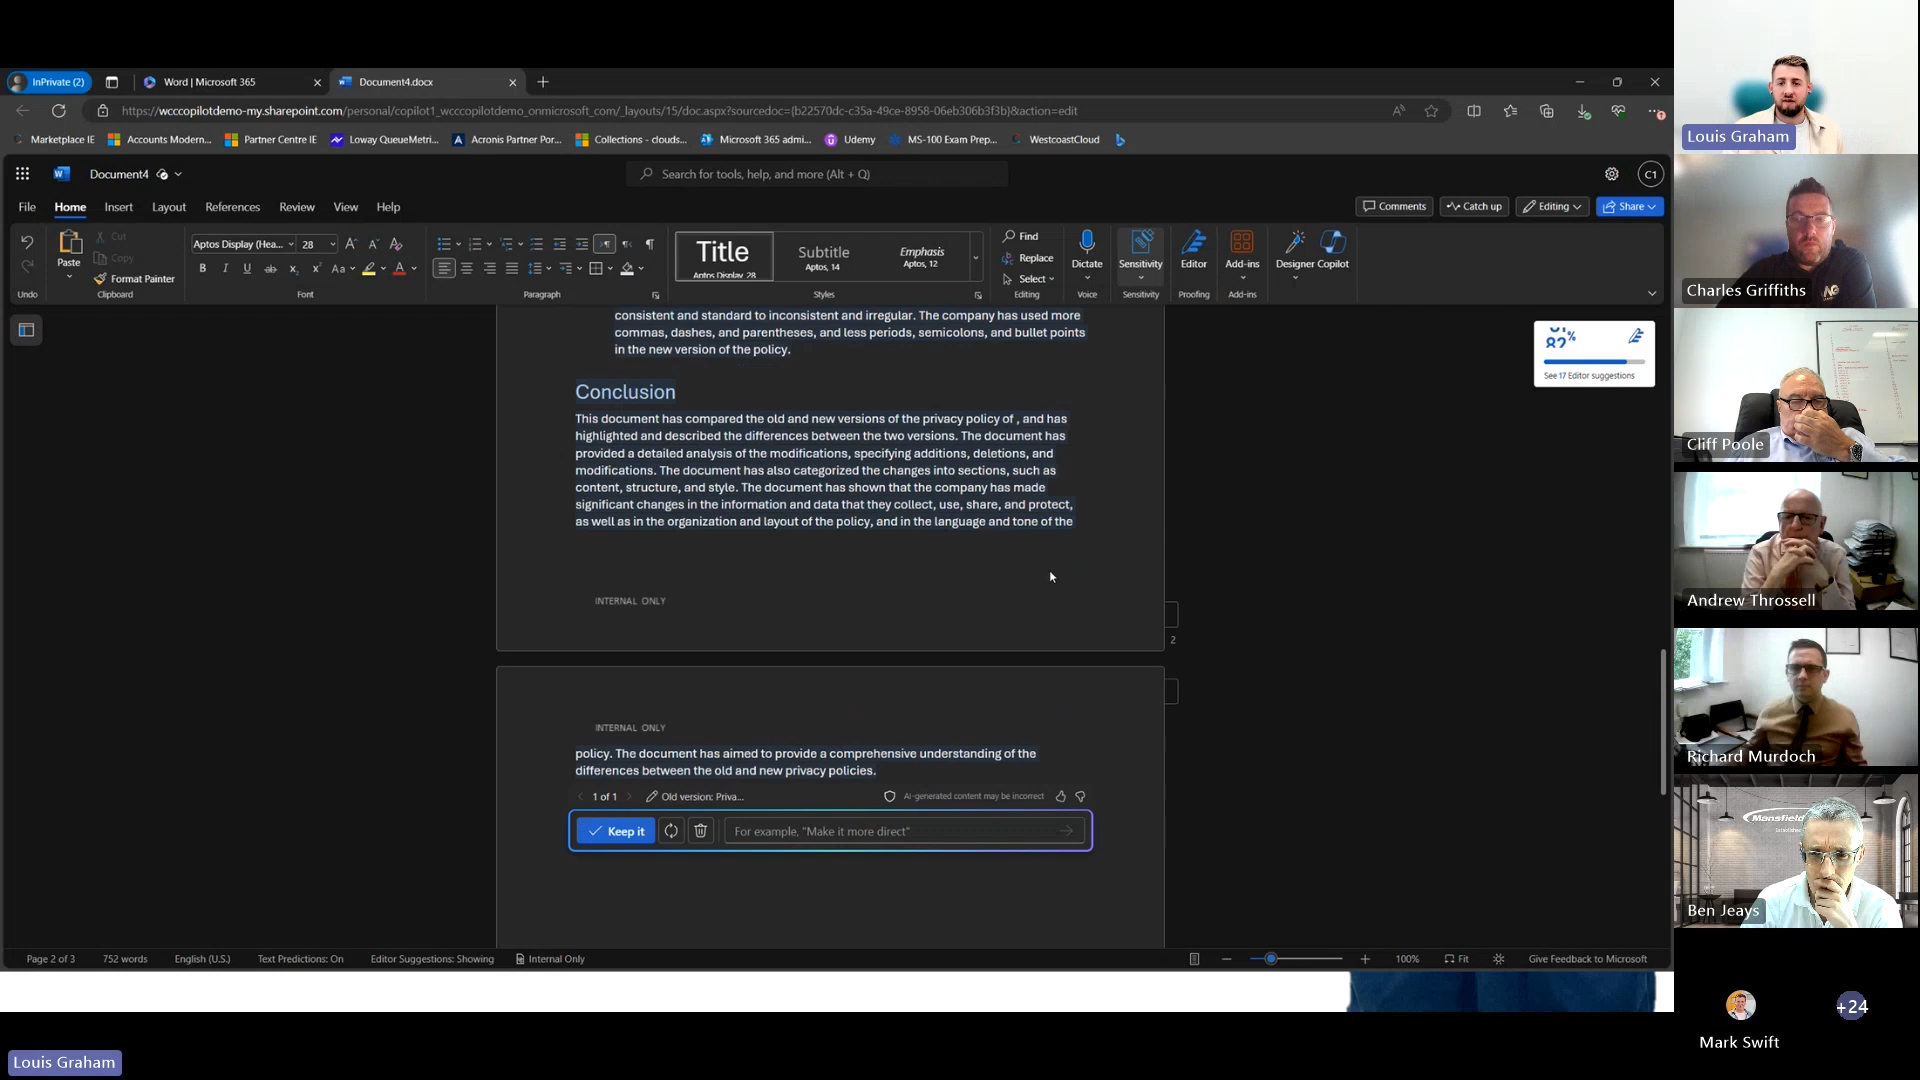 InPrivate (2)
Word | Microsoft 365
Document4.docx
https://wcccopilotdemo-my.sharepoint.com/personal/copilot1_wcccopilotdemo_onmicrosoft_com/_layouts/15/doc.aspx?sourcedoc={b22570dc-c35a-49ce-8958-06eb306b3f3b}&action=edit
Marketplace IE
Accounts Modern...
Partner Centre IE
Loway QueueMetri...
Acronis Partner Por...
Collections - clouds...
Microsoft 365 admi...
Udemy
MS-100 Exam Prep...
WestcoastCloud
Document4
Search for tools, help, and more (Alt + Q)
C1
File
Home
Insert
Layout
References
Review
View
Help
Comments
Catch up
Editing
Share
Paste
Cut
Copy
Format Painter
Aptos Display (Hea...
28
Title
Aptos Display, 28
Subtitle
Aptos, 14
Emphasis
Aptos, 12
Find
Replace
Select
Dictate
Sensitivity
Editor
Add-ins
Designer
Copilot
Undo
Clipboard
Font
Paragraph
Styles
Editing
Voice
Sensitivity
Proofing
Add-ins
consistent and standard to inconsistent and irregular. The company has used more
commas, dashes, and parentheses, and less periods, semicolons, and bullet points
in the new version of the policy.
Conclusion
This document has compared the old and new versions of the privacy policy of , and has
highlighted and described the differences between the two versions. The document has
provided a detailed analysis of the modifications, specifying additions, deletions, and
modifications. The document has also categorized the changes into sections, such as
content, structure, and style. The document has shown that the company has made
significant changes in the information and data that they collect, use, share, and protect,
as well as in the organization and layout of the policy, and in the language and tone of the
INTERNAL ONLY
2
INTERNAL ONLY
policy. The document has aimed to provide a comprehensive understanding of the
differences between the old and new privacy policies.
1 of 1
Old version: Priva...
AI-generated content may be incorrect
Keep it
For example, "Make it more direct"
82%
See 17 Editor suggestions
Page 2 of 3
752 words
English (U.S.)
Text Predictions: On
Editor Suggestions: Showing
Internal Only
100%
Fit
Give Feedback to Microsoft
Louis Graham
Louis Graham
Charles Griffiths
Cliff Poole
Andrew Throssell
Richard Murdoch
Mansfield
Ben Jeays
Mark Swift
+24